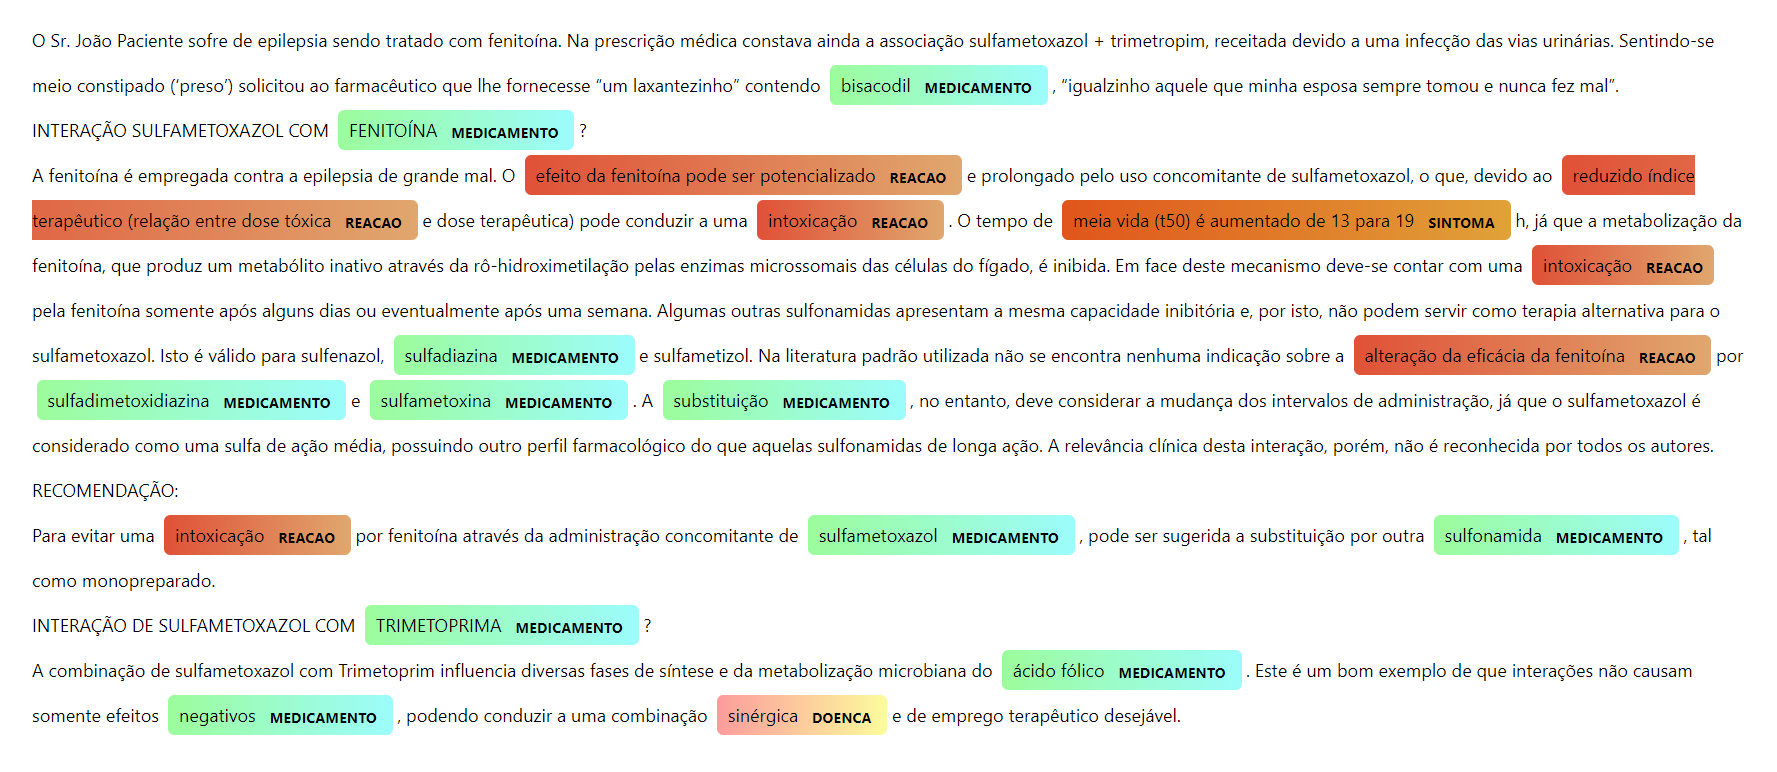 O Sr. João Paciente sofre de epilepsia sendo tratado com fenitoína. Na prescrição médica constava ainda a associação sulfametoxazol + trimetropim, receitada devido a uma infecção das vias urinárias. Sentindo-se
meio constipado (‘preso’) solicitou ao farmacêutico que lhe fornecesse “um laxantezinho” contendo bisacodil MEDICAMENTO , “igualzinho aquele que minha esposa sempre tomou e nunca fez mal”.
INTERAÇÃO SULFAMETOXAZOL COM FENITOÍNA MEDICAMENTO ?
A fenitoína é empregada contra a epilepsia de grande mal. O efeito da fenitoína pode ser potencializado REACAO e prolongado pelo uso concomitante de sulfametoxazol, o que, devido ao reduzido índice
terapêutico (relação entre dose tóxica REACAO e dose terapêutica) pode conduzir a uma intoxicação REACAO . O tempo de meia vida (t50) é aumentado de 13 para 19 SINTOMA h, já que a metabolização da
fenitoína, que produz um metabólito inativo através da rô-hidroximetilação pelas enzimas microssomais das células do fígado, é inibida. Em face deste mecanismo deve-se contar com uma intoxicação REACAO
pela fenitoína somente após alguns dias ou eventualmente após uma semana. Algumas outras sulfonamidas apresentam a mesma capacidade inibitória e, por isto, não podem servir como terapia alternativa para o
sulfametoxazol. Isto é válido para sulfenazol, sulfadiazina MEDICAMENTO e sulfametizol. Na literatura padrão utilizada não se encontra nenhuma indicação sobre a alteração da eficácia da fenitoína REACAO por
sulfadimetoxidiazina MEDICAMENTO e sulfametoxina MEDICAMENTO . A substituição MEDICAMENTO , no entanto, deve considerar a mudança dos intervalos de administração, já que o sulfametoxazol é
considerado como uma sulfa de ação média, possuindo outro perfil farmacológico do que aquelas sulfonamidas de longa ação. A relevância clínica desta interação, porém, não é reconhecida por todos os autores.
RECOMENDAÇÃO:
Para evitar uma intoxicação REACAO por fenitoína através da administração concomitante de sulfametoxazol MEDICAMENTO , pode ser sugerida a substituição por outra sulfonamida MEDICAMENTO , tal
como monopreparado.
INTERAÇÃO DE SULFAMETOXAZOL COM TRIMETOPRIMA MEDICAMENTO ?
A combinação de sulfametoxazol com Trimetoprim influencia diversas fases de síntese e da metabolização microbiana do ácido fólico MEDICAMENTO . Este é um bom exemplo de que interações não causam
somente efeitos negativos MEDICAMENTO , podendo conduzir a uma combinação sinérgica DOENCA e de emprego terapêutico desejável.